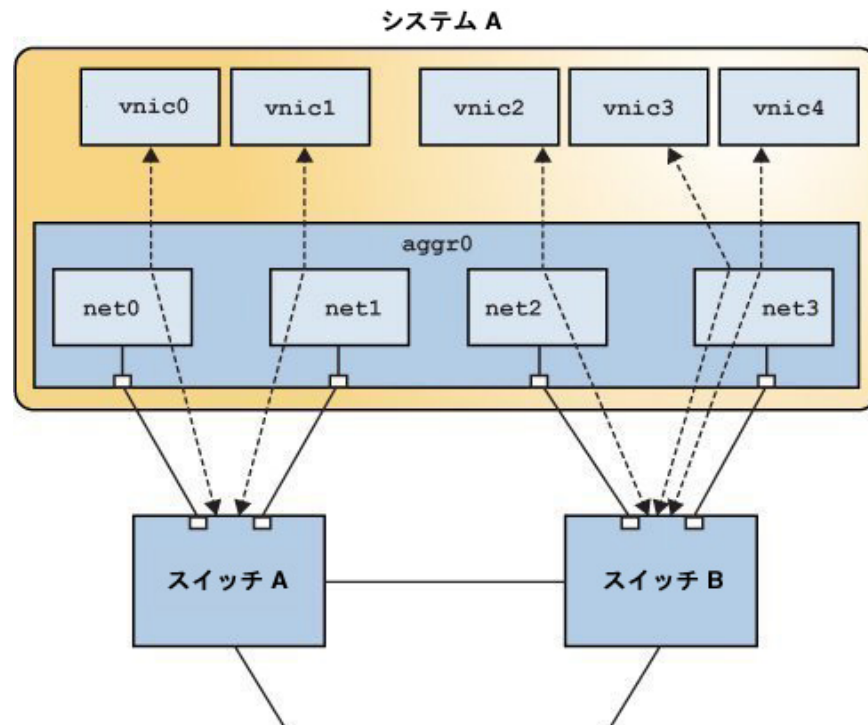 システム A
vnic0
vnic1
vnic2
vnic3
vnic4
aggr0
net0
net1
net2
net3
スイッチ A
スイッチ B